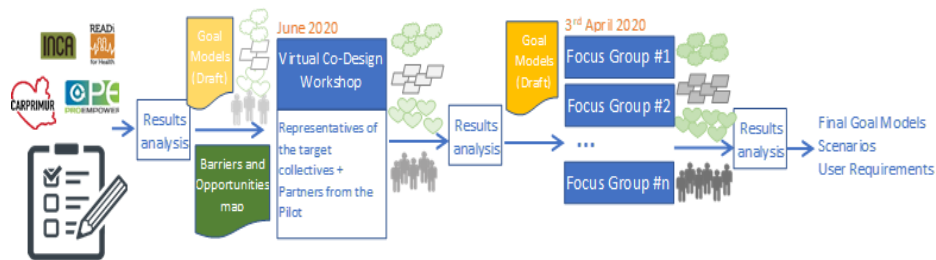 INCA
READi
for Health
CARPRIMUR
PROEMPOWER
Results
analysis
Goal
Models
(Draft)
Barriers and
Opportunities
map
June 2020
Virtual Co-Design
Workshop
Representatives of
the target
collectives +
Partners from the
Pilot
Results
analysis
Goal
Models
(Draft)
3rd April 2020
Focus Group #1
Focus Group #2
...
Focus Group #n
Results
analysis
Final Goal Models
Scenarios
User Requirements